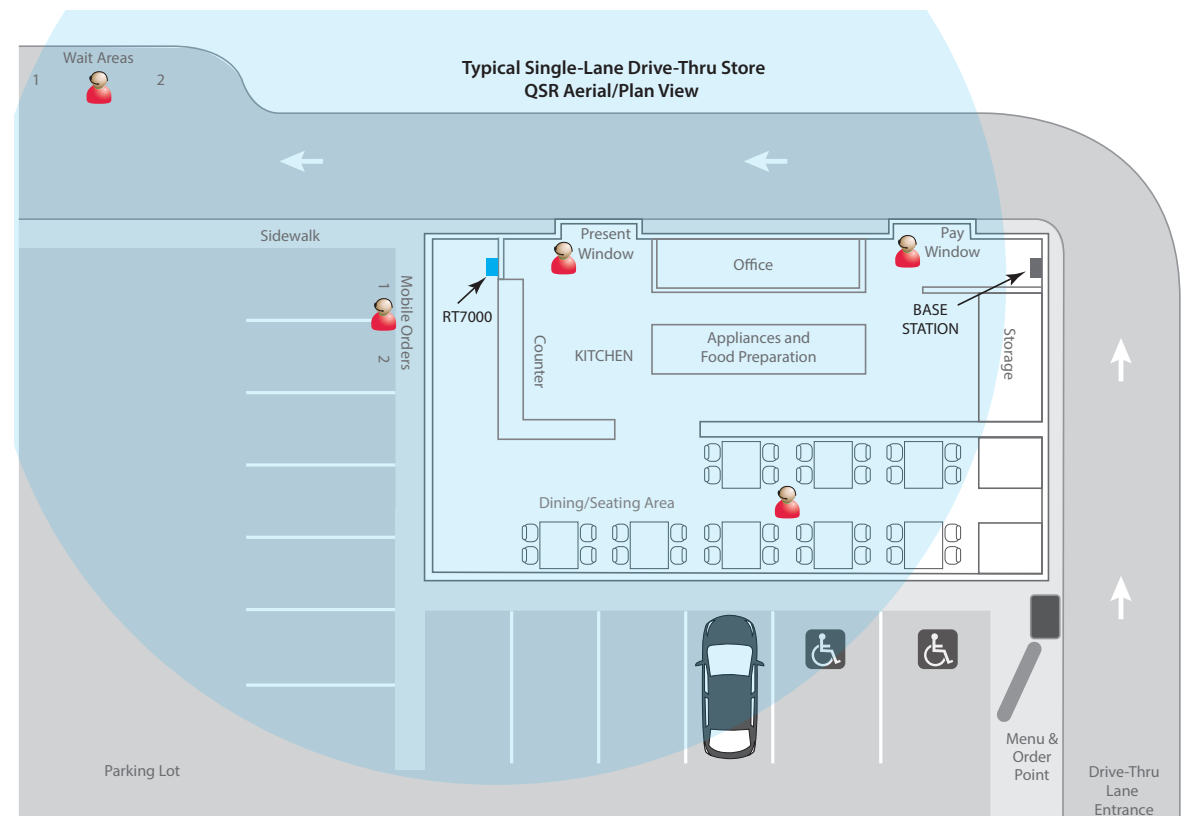 Wait Areas
1
2
Typical Single-Lane Drive-Thru Store
QSR Aerial/Plan View
Sidewalk
Present
Window
Pay
Window
Office
1
Mobile Orders
2
RT7000
BASE
STATION
Counter
KITCHEN
Appliances and
Food Preparation
Storage
Dining/Seating Area
Menu &
Order
Point
Parking Lot
Drive-Thru
Lane
Entrance